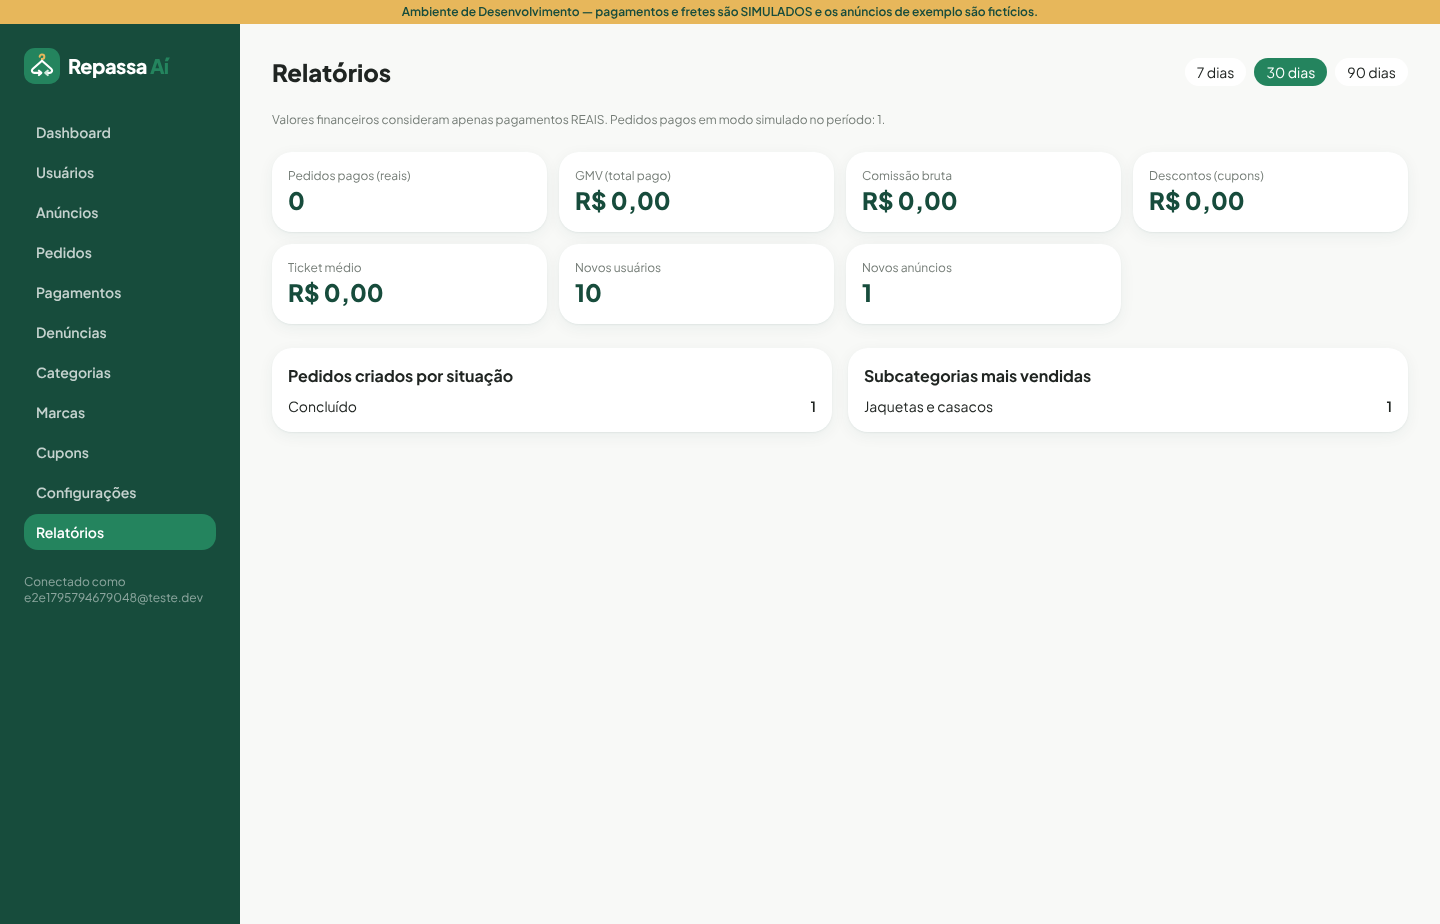 Ambiente de Desenvolvimento — pagamentos e fretes são SIMULADOS e os anúncios de exemplo são fictícios.
Repassa Aí
Dashboard
Usuários
Anúncios
Pedidos
Pagamentos
Denúncias
Categorias
Marcas
Cupons
Configurações
Relatórios
Conectado como
e2e1795794679048@teste.dev
Relatórios
7 dias
30 dias
90 dias
Valores financeiros consideram apenas pagamentos REAIS. Pedidos pagos em modo simulado no período: 1.
Pedidos pagos (reais)
0
GMV (total pago)
R$ 0,00
Comissão bruta
R$ 0,00
Descontos (cupons)
R$ 0,00
Ticket médio
R$ 0,00
Novos usuários
10
Novos anúncios
1
Pedidos criados por situação
Concluído 1
Subcategorias mais vendidas
Jaquetas e casacos 1